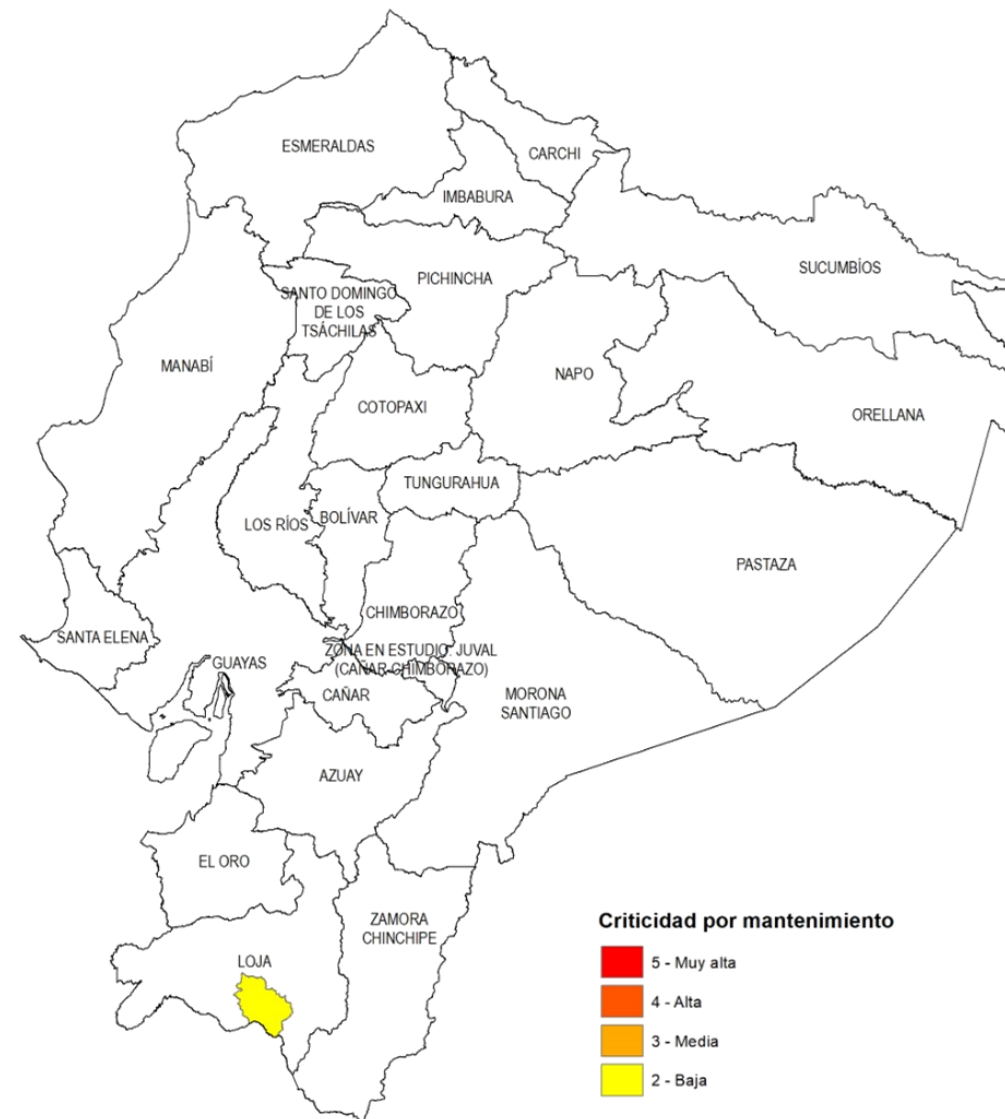 ESMERALDAS
CARCHI
IMBABURA
SUCUMBÍOS
PICHINCHA
SANTO DOMINGO
DE LOS
TSÁCHILAS
MANABÍ
NAPO
COTOPAXI
ORELLANA
TUNGURAHUA
LOS RÍOS
BOLÍVAR
PASTAZA
CHIMBORAZO
SANTA ELENA
ZONA EN ESTUDIO: JUVAL
(CAÑAR-CHIMBORAZO)
GUAYAS
CAÑAR
MORONA
SANTIAGO
AZUAY
EL ORO
ZAMORA
CHINCHIPE
LOJA
Criticidad por mantenimiento
5 - Muy alta
4 - Alta
3 - Media
2 - Baja